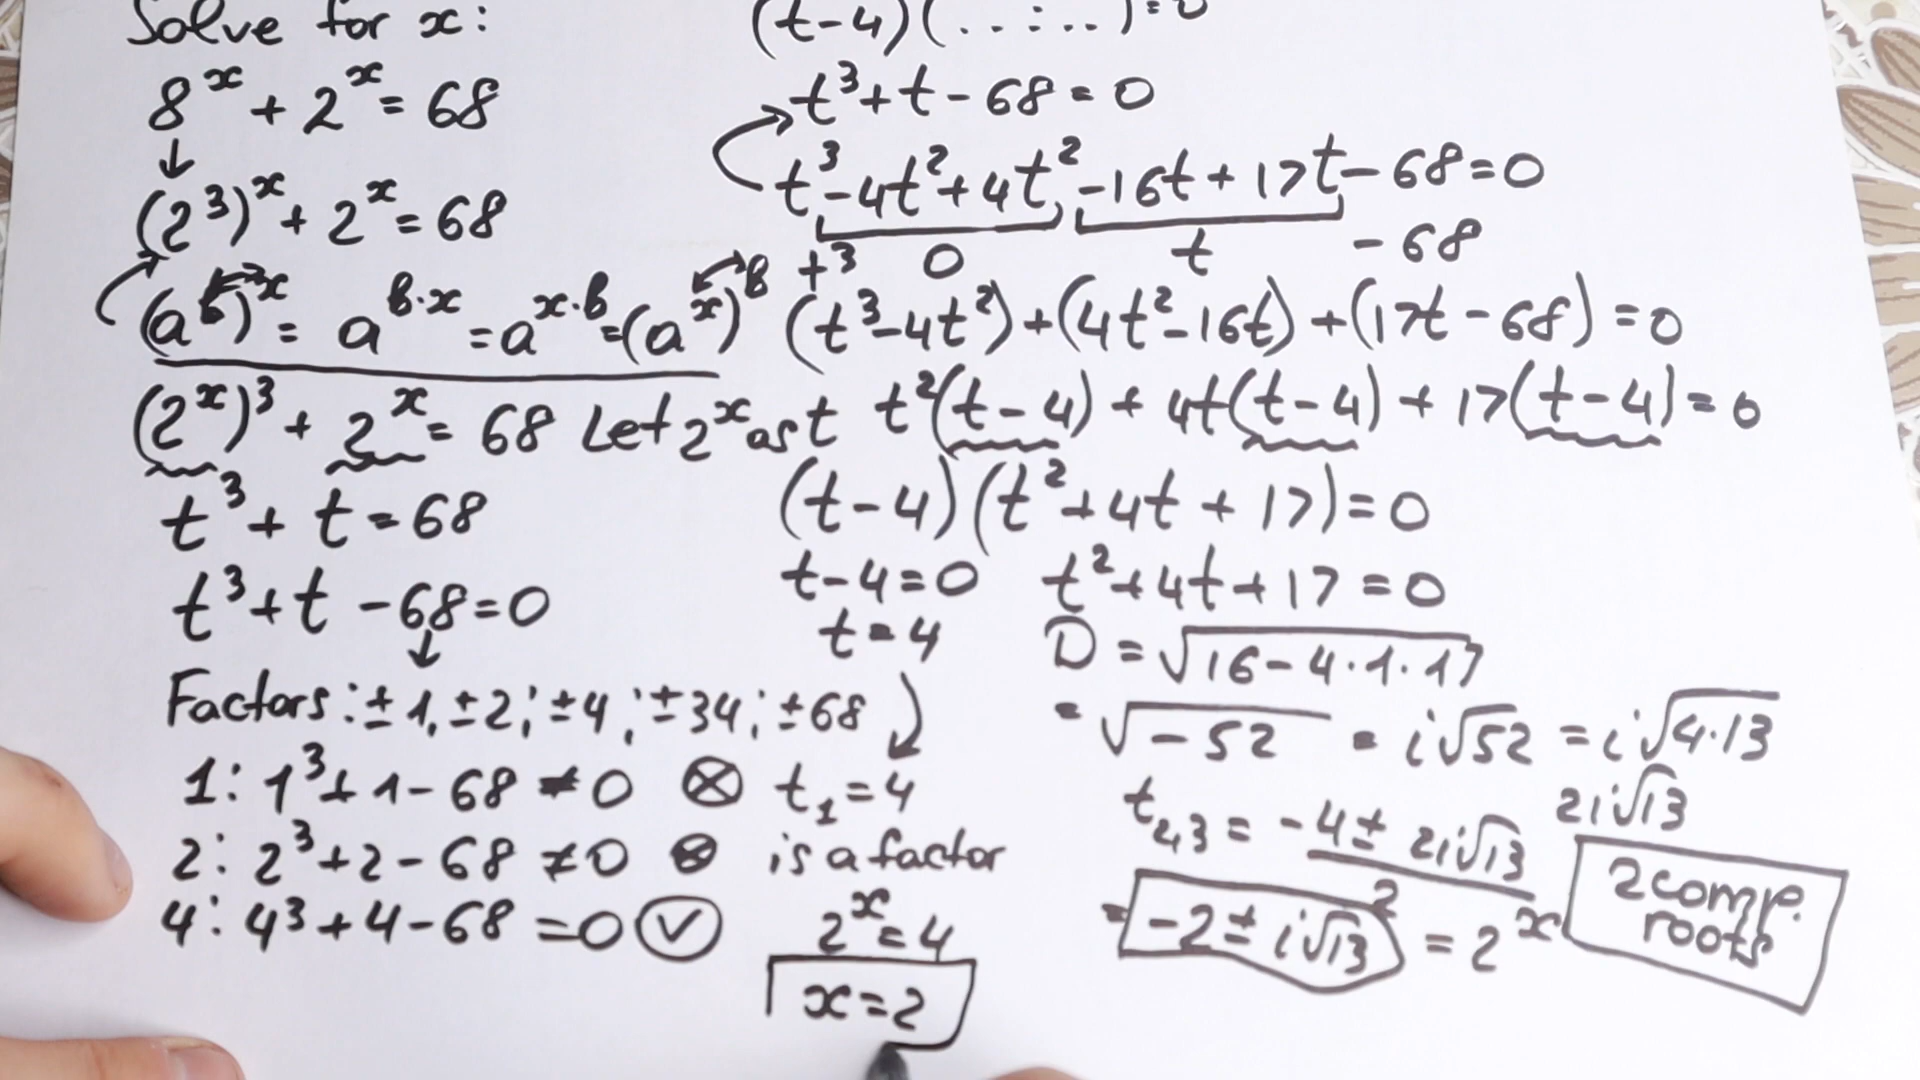 Solve for x:
8^x + 2^x = 68
↓
(2^3)^x + 2^x = 68
(a^b)^x = a^{b·x} = a^{x·b} = (a^x)^b
(2^x)^3 + 2^x = 68 Let 2^x as t
t^3 + t = 68
t^3 + t - 68 = 0
↓
Factors: ±1, ±2; ±4; ±34; ±68
1: 1^3 + 1 - 68 ≠ 0 ⊗
2: 2^3 + 2 - 68 ≠ 0 ⊗
4: 4^3 + 4 - 68 = 0 ✓
(t-4)(..:..) = 0
t^3 + t - 68 = 0
t^3 - 4t^2 + 4t^2 - 16t + 17t - 68 = 0
t^3 0 t - 68
(t^3 - 4t^2) + (4t^2 - 16t) + (17t - 68) = 0
t^2(t-4) + 4t(t-4) + 17(t-4) = 0
(t-4)(t^2 + 4t + 17) = 0
t-4=0
t=4
t_1=4
is a factor
2^x=4
x=2
t^2 + 4t + 17 = 0
D = √16-4·1·17
= √-52 = i√52 = i√4·13
2i√13
t_{2,3} = -4 ± 2i√13
2
= -2 ± i√13 = 2^x
2 comp.
roots